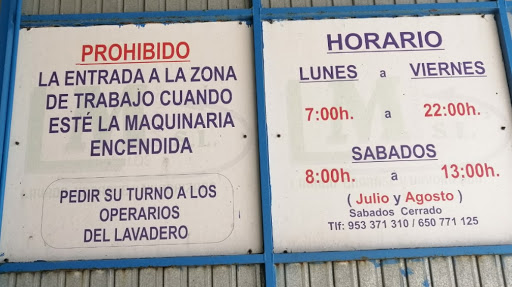 PROHIBIDO
LA ENTRADA A LA ZONA
DE TRABAJO CUANDO
ESTÉ LA MAQUINARIA
ENCENDIDA
PEDIR SU TURNO A LOS
OPERARIOS
DEL LAVADERO
HORARIO
LUNES a VIERNES
7:00h. a 22:00h.
SABADOS
8:00h. a 13:00h.
( Julio y Agosto )
Sabados Cerrado
Tlf: 953 371 310 / 650 771 125